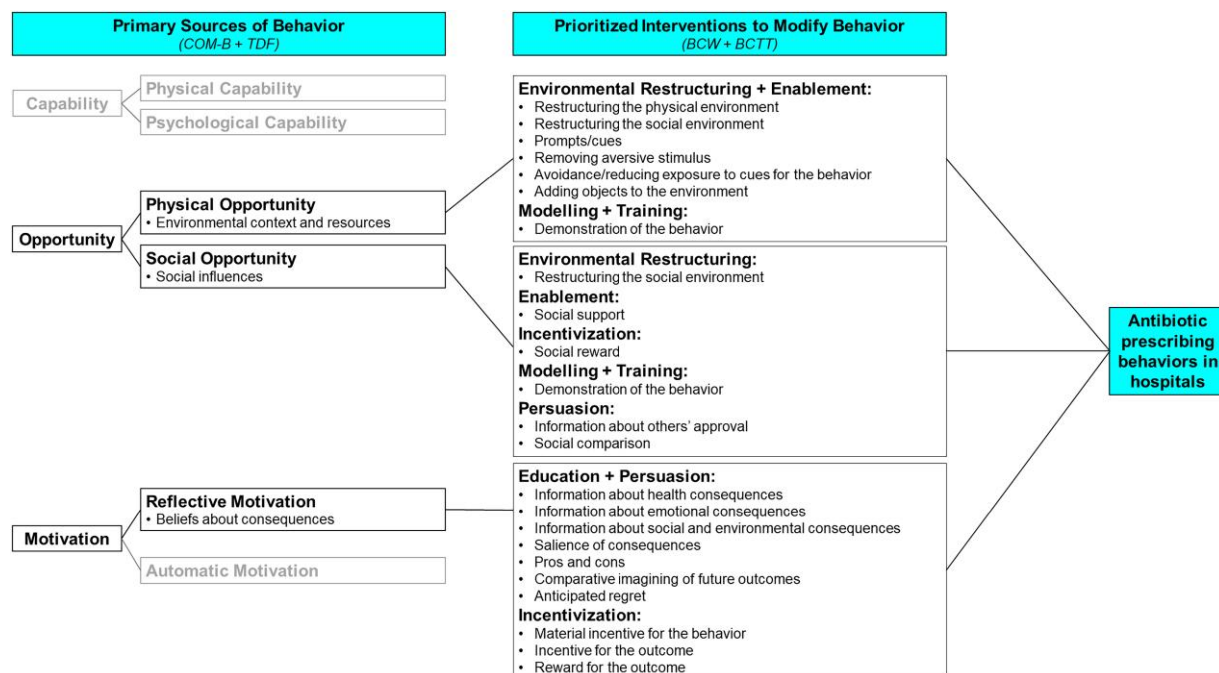 Primary Sources of Behavior
(COM-B + TDF)
Prioritized Interventions to Modify Behavior
(BCW + BCTT)
Capability
Physical Capability
Psychological Capability
Opportunity
Physical Opportunity
• Environmental context and resources
Social Opportunity
• Social influences
Motivation
Reflective Motivation
• Beliefs about consequences
Automatic Motivation
Environmental Restructuring + Enablement:
• Restructuring the physical environment
• Restructuring the social environment
• Prompts/cues
• Removing aversive stimulus
• Avoidance/reducing exposure to cues for the behavior
• Adding objects to the environment
Modelling + Training:
• Demonstration of the behavior
Environmental Restructuring:
• Restructuring the social environment
Enablement:
• Social support
Incentivization:
• Social reward
Modelling + Training:
• Demonstration of the behavior
Persuasion:
• Information about others' approval
• Social comparison
Education + Persuasion:
• Information about health consequences
• Information about emotional consequences
• Information about social and environmental consequences
• Salience of consequences
• Pros and cons
• Comparative imagining of future outcomes
• Anticipated regret
Incentivization:
• Material incentive for the behavior
• Incentive for the outcome
• Reward for the outcome
Antibiotic
prescribing
behaviors in
hospitals